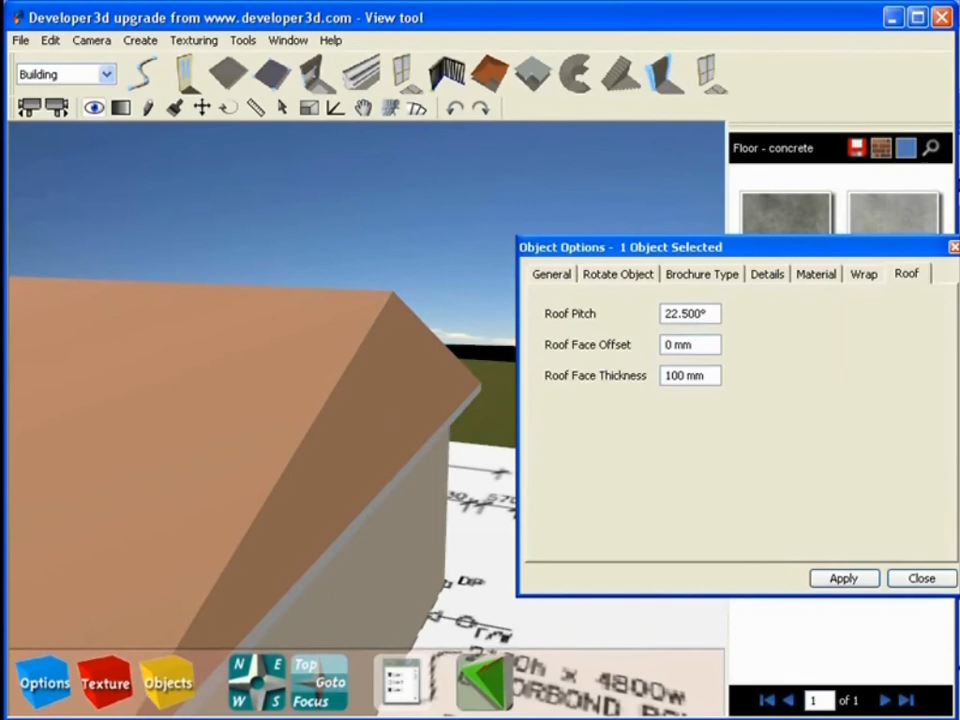 Developer3d upgrade from www.developer3d.com - View tool
File Edit Camera Create Texturing Tools Window Help
Building
Floor - concrete
Object Options - 1 Object Selected
General Rotate Object Brochure Type Details Material Wrap Roof
Roof Pitch 22.500°
Roof Face Offset 0 mm
Roof Face Thickness 100 mm
Apply Close
DP
Options Texture Objects
N E W S
Top Goto Focus
x 4800w
1 of 1